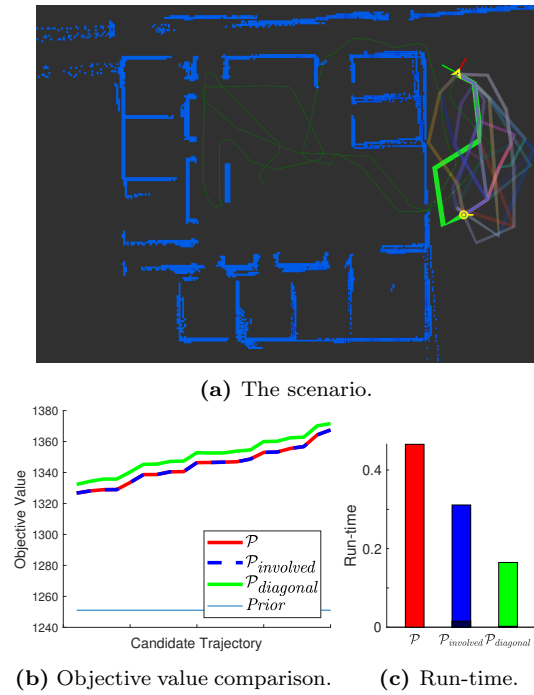 (a) The scenario.
1380
1360
1340
1320
1300
1280
1260
1240
Objective Value
Candidate Trajectory
𝒫
𝒫involved
𝒫diagonal
Prior
(b) Objective value comparison.
0.4
0.2
0
Run-time
𝒫 𝒫involved 𝒫diagonal
(c) Run-time.